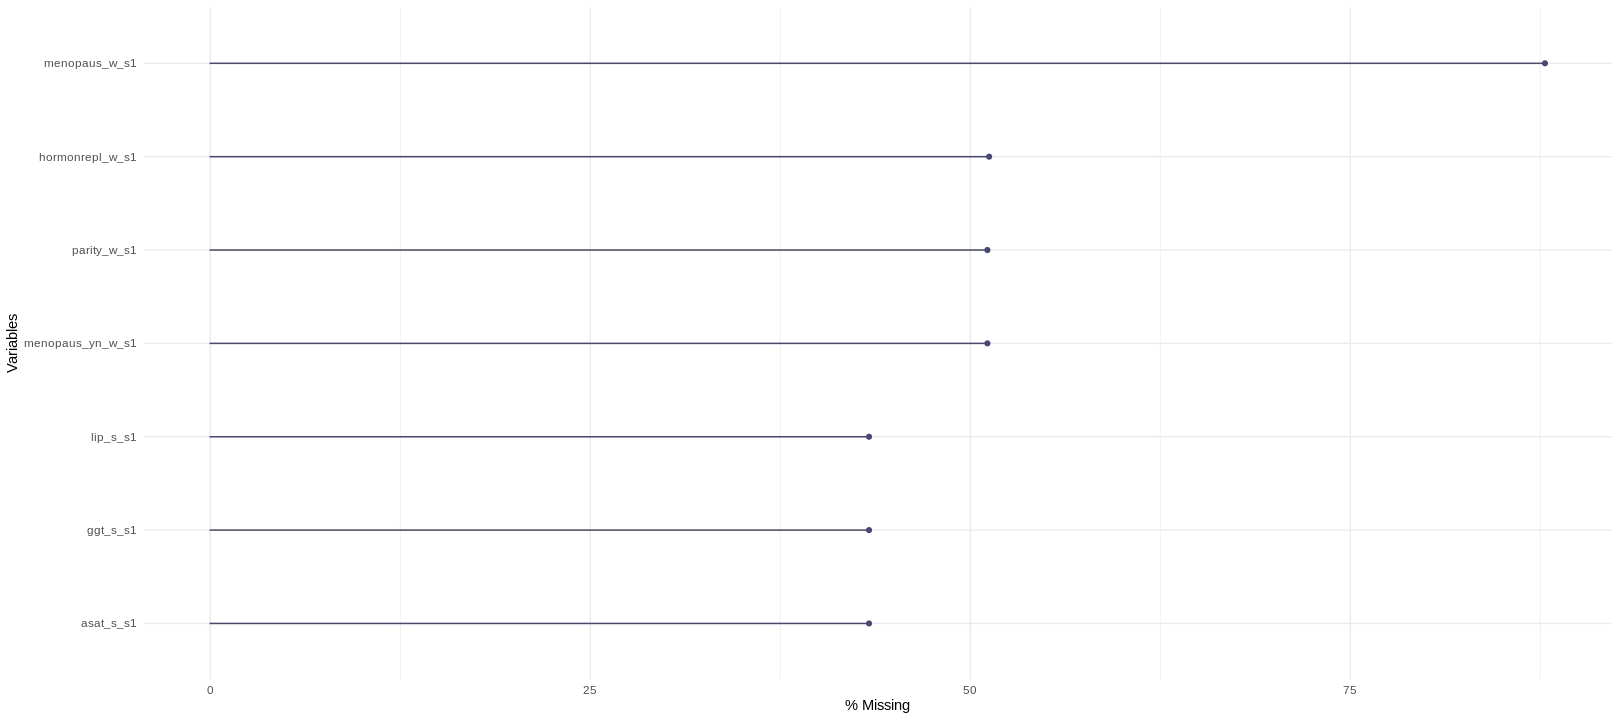 menopaus_w_s1
hormonrepl_w_s1
parity_w_s1
menopaus_yn_w_s1
lip_s_s1
ggt_s_s1
asat_s_s1
Variables
0 25 50 75
% Missing